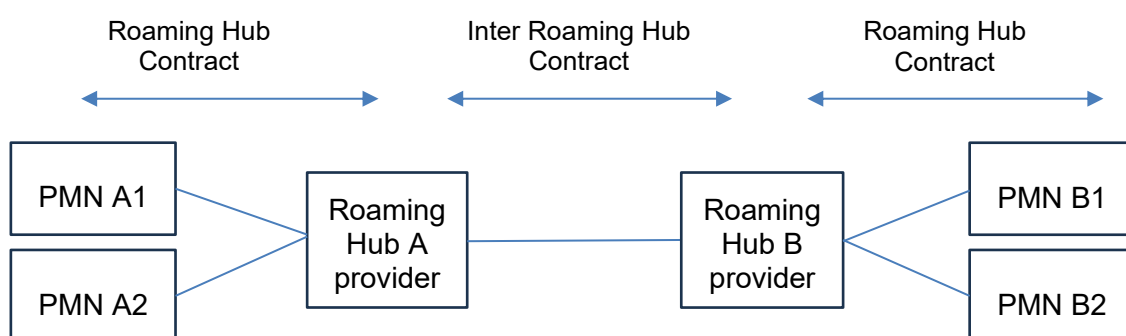 Roaming Hub
Contract
Inter Roaming Hub
Contract
Roaming Hub
Contract
PMN A1
PMN A2
Roaming
Hub A
provider
Roaming
Hub B
provider
PMN B1
PMN B2